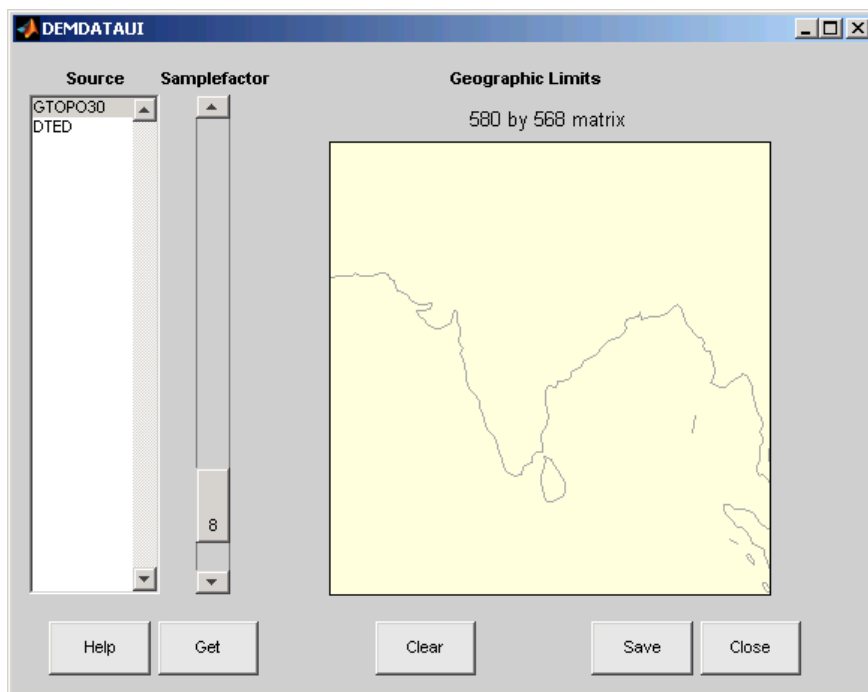 DEMDATAUI
Source
Samplefactor
Geographic Limits
GTOPO30
DTED
580 by 568 matrix
8
Help
Get
Clear
Save
Close